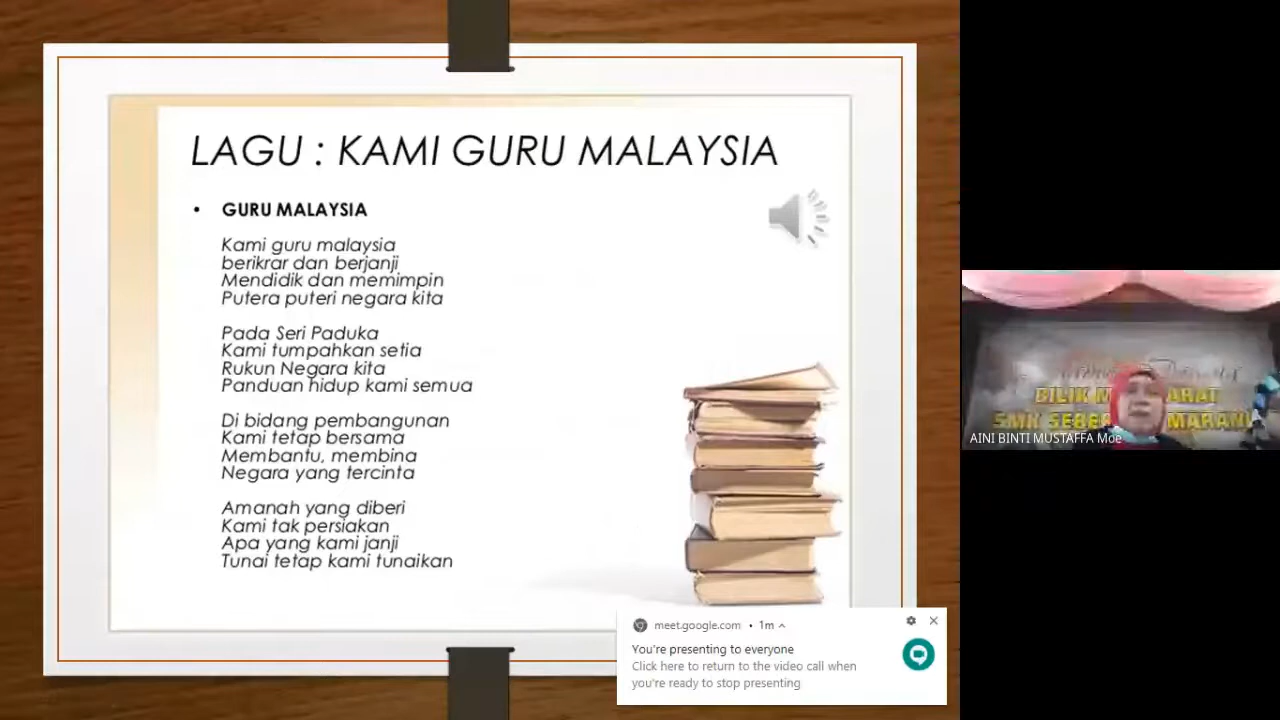 LAGU : KAMI GURU MALAYSIA
• GURU MALAYSIA
Kami guru malaysia
berikrar dan berjanji
Mendidik dan memimpin
Putera puteri negara kita
Pada Seri Paduka
Kami tumpahkan setia
Rukun Negara kita
Panduan hidup kami semua
Di bidang pembangunan
Kami tetap bersama
Membantu, membina
Negara yang tercinta
Amanah yang diberi
Kami tak persiakan
Apa yang kami janji
Tunai tetap kami tunaikan
meet.google.com • 1m
You're presenting to everyone
Click here to return to the video call when
you're ready to stop presenting
BILIK
SMK
AINI BINTI MUSTAFFA Moe